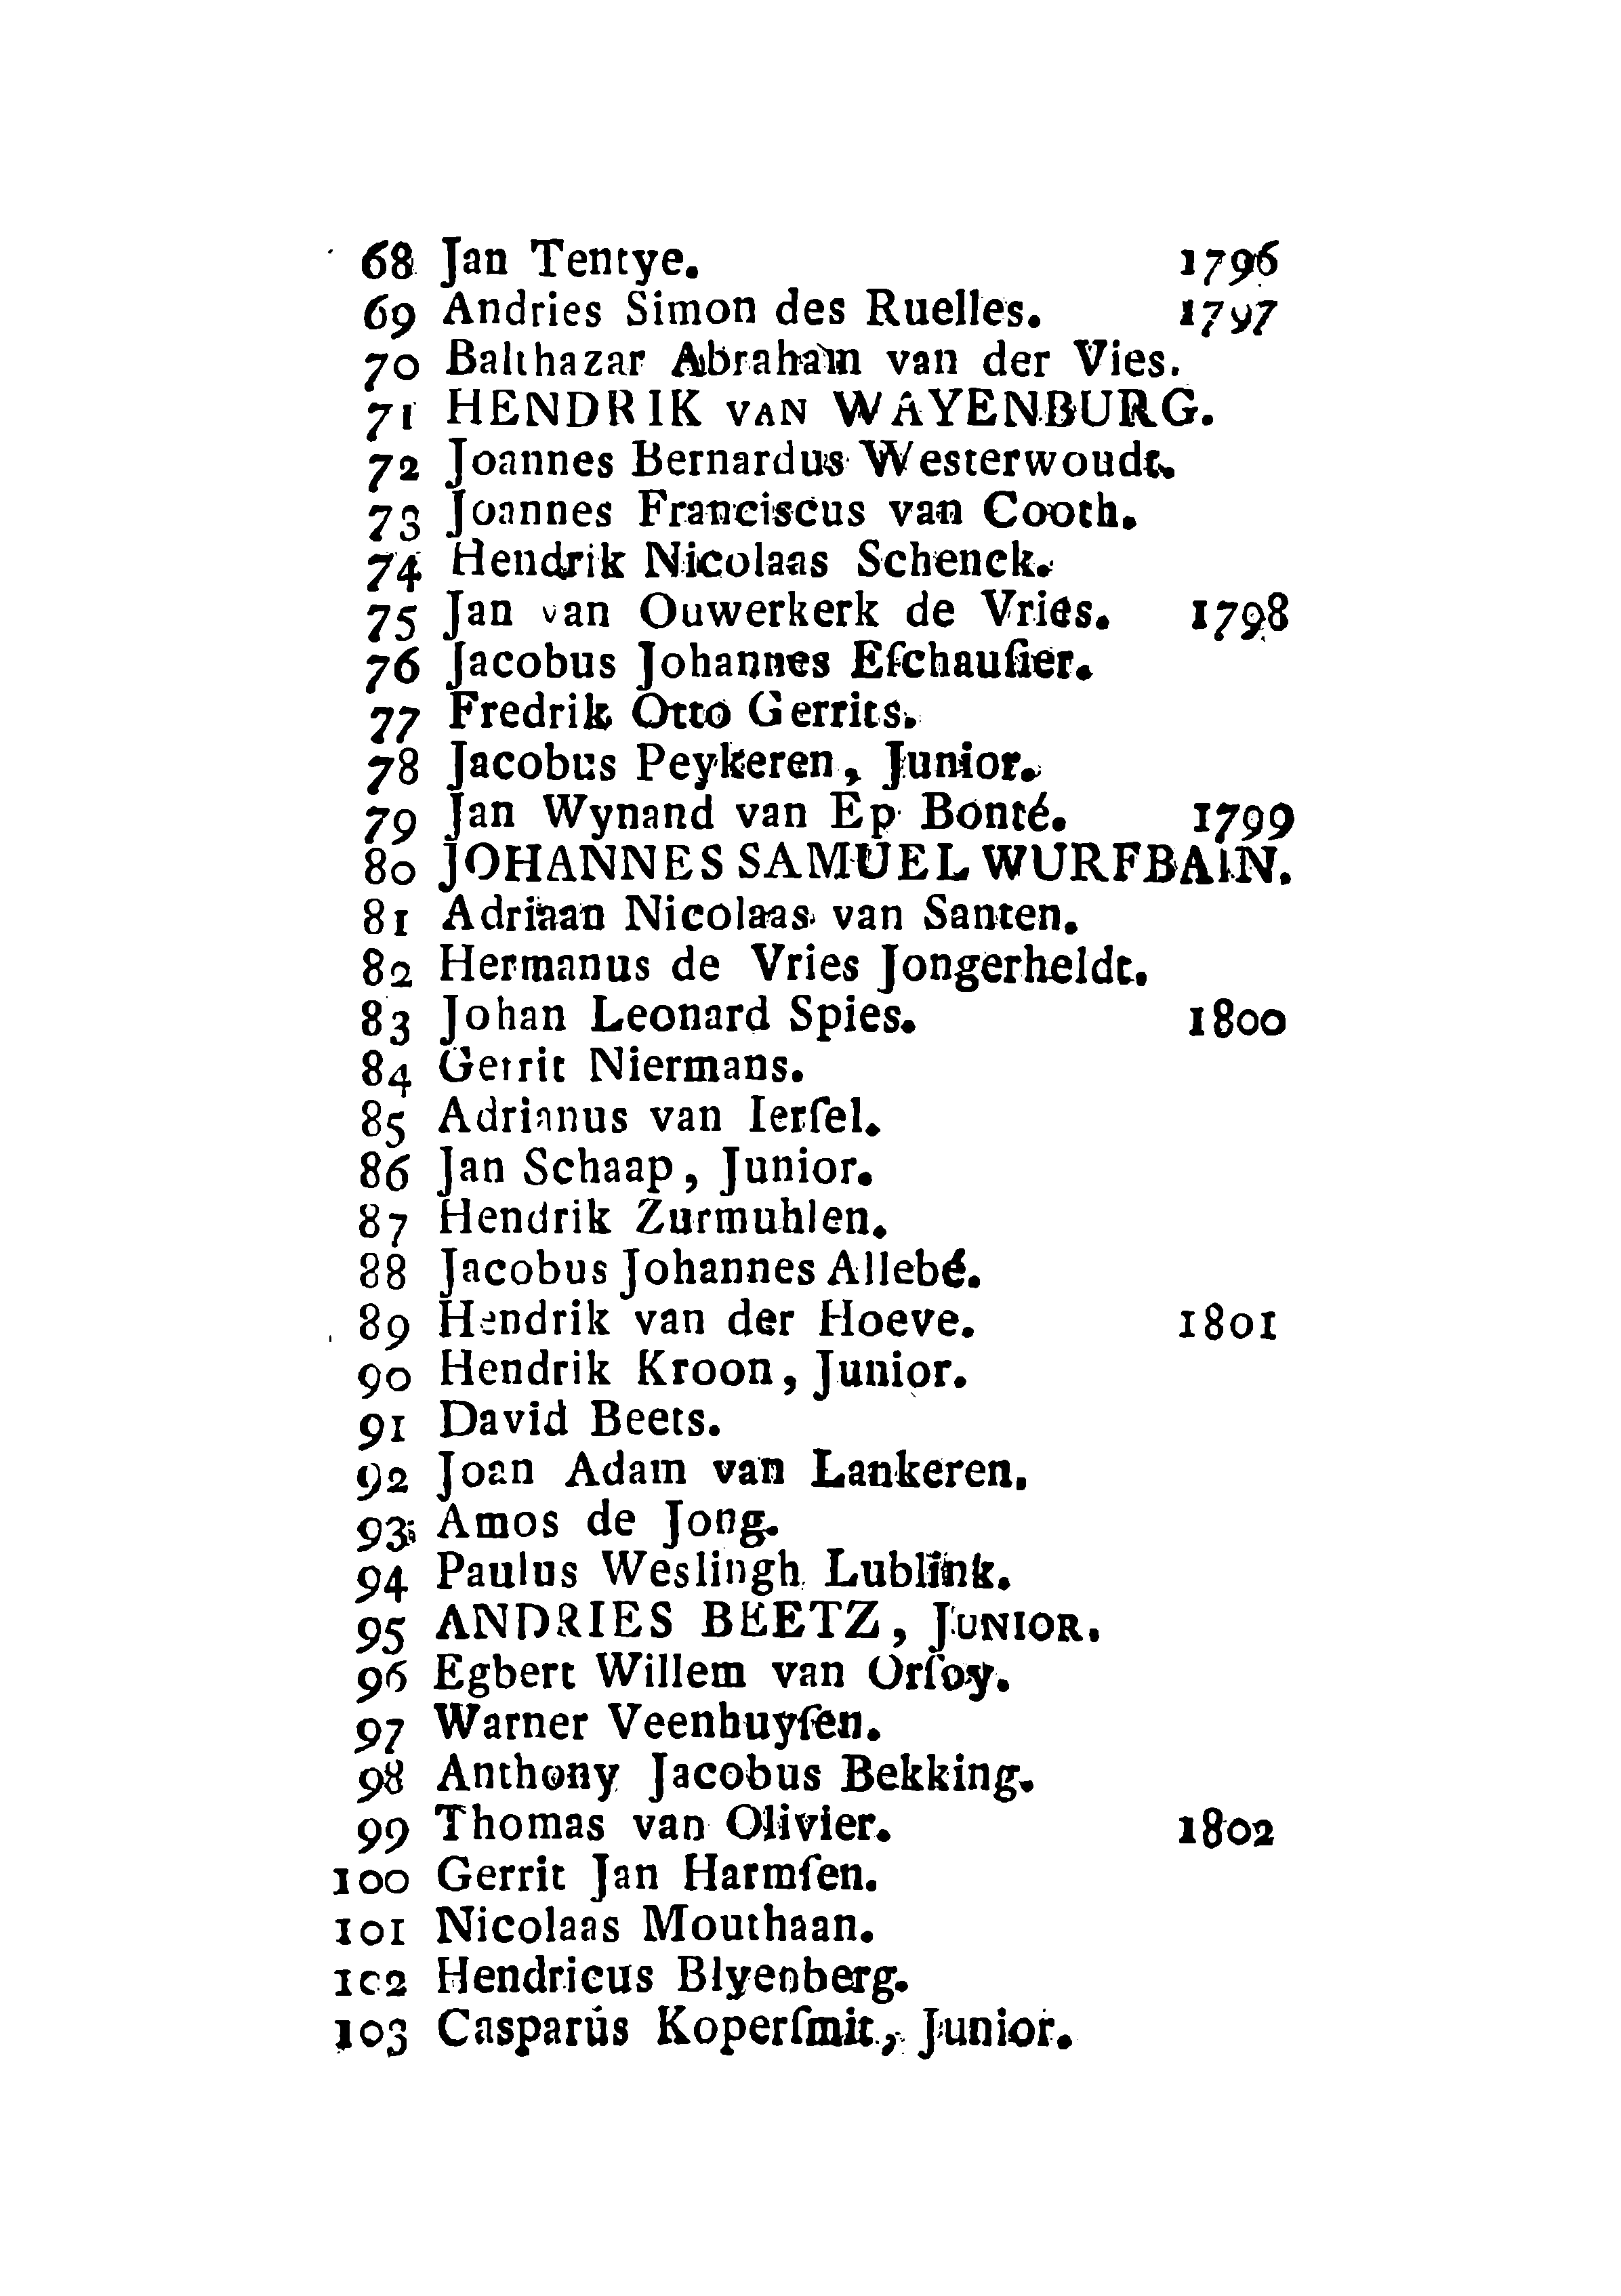 68 Jan Tentye. 1796
69 Andries Simon des Ruelles. 1797
70 Balthazar Abraham van der Vies.
71 HENDRIK VAN WAYENBURG.
72 Joannes Bernardus Westerwoudt.
73 Joannes Franciscus van Cooth.
74 Hendrik Nicolaas Schenck.
75 Jan van Ouwerkerk de Vries. 1798
76 Jacobus Johannes Eſchauſier.
77 Fredrik Otto Gerrits.
78 Jacobus Peykeren, Junior.
79 Jan Wynand van Ep Bonté. 1799
80 JOHANNES SAMUEL WURFBAIN.
81 Adriaan Nicolaas van Santen.
82 Hermanus de Vries Jongerheldt.
83 Johan Leonard Spies. 1800
84 Gerrit Niermans.
85 Adrianus van Ierſel.
86 Jan Schaap, Junior.
87 Hendrik Zurmuhlen.
88 Jacobus Johannes Allebé.
89 Hendrik van der Hoeve. 1801
90 Hendrik Kroon, Junior.
91 David Beets.
92 Joan Adam van Lankeren.
93 Amos de Jong.
94 Paulus Weslingh Lublink.
95 ANDRIES BEETZ, JUNIOR.
96 Egbert Willem van Orſoy.
97 Warner Veenhuyſen.
98 Anthony Jacobus Bekking.
99 Thomas van Olivier. 1802
100 Gerrit Jan Harmſen.
101 Nicolaas Mouthaan.
102 Hendricus Blyenberg.
103 Casparus Koperſmit, Junior.